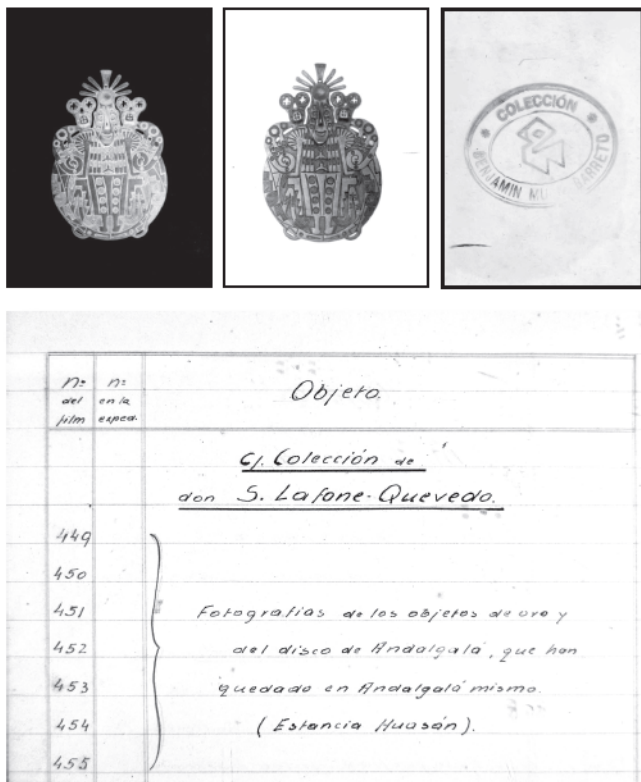 COLECCIÓN
BENJAMIN MU BARRETO
nº
del
film
nº
en la
exped.
Objeto.
C/. Colección de
don S. Lafone-Quevedo.
449
450
451 Fotografias de los objetos de oro y
452 del disco de Andalgalá, que han
453 quedado en Andalgalá mismo.
454 (Estancia Huasán).
455